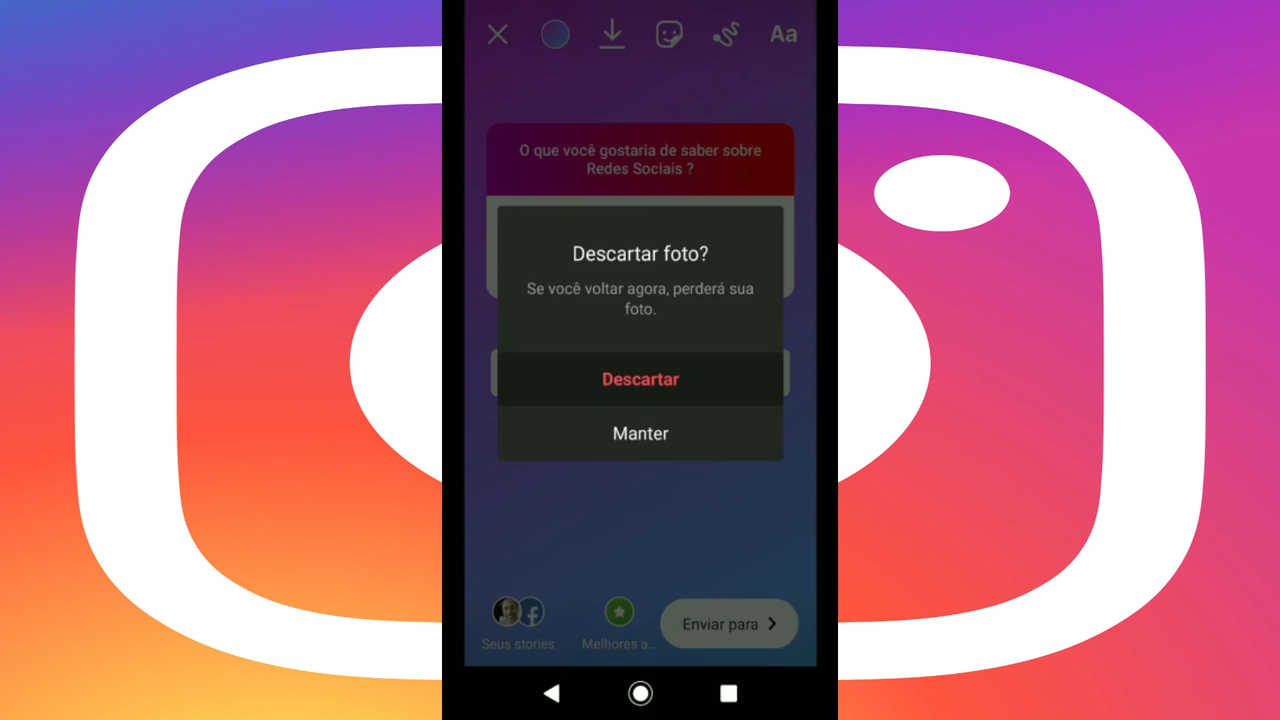 Aa
O que você gostaria de saber sobre
Redes Sociais ?
Descartar foto?
Se você voltar agora, perderá sua
foto.
Descartar
Manter
Seus stories
Melhores a...
Enviar para